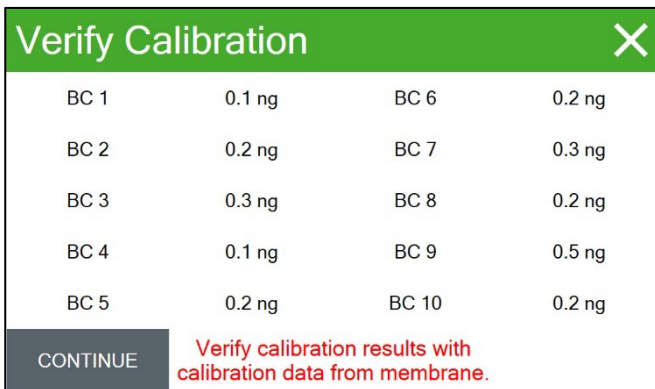 Verify Calibration
BC 1 0.1 ng BC 6 0.2 ng
BC 2 0.2 ng BC 7 0.3 ng
BC 3 0.3 ng BC 8 0.2 ng
BC 4 0.1 ng BC 9 0.5 ng
BC 5 0.2 ng BC 10 0.2 ng
CONTINUE
Verify calibration results with
calibration data from membrane.